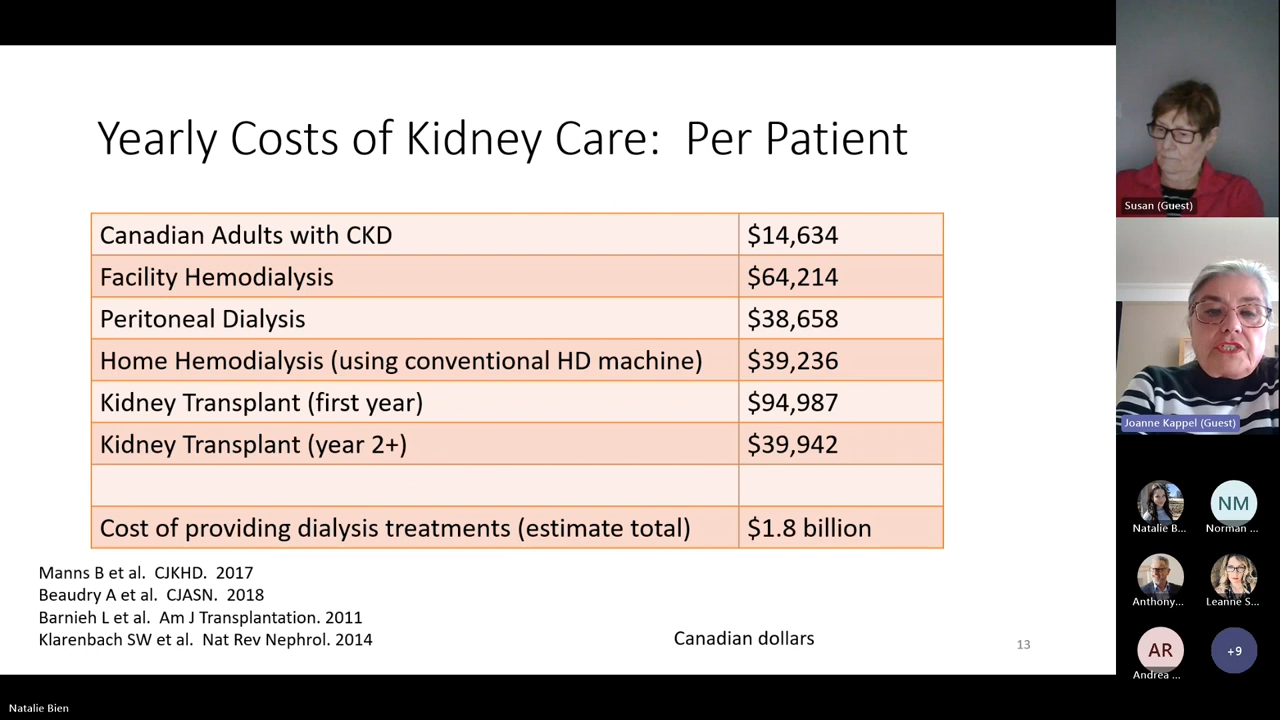 Yearly Costs of Kidney Care: Per Patient
Canadian Adults with CKD $14,634
Facility Hemodialysis $64,214
Peritoneal Dialysis $38,658
Home Hemodialysis (using conventional HD machine) $39,236
Kidney Transplant (first year) $94,987
Kidney Transplant (year 2+) $39,942
Cost of providing dialysis treatments (estimate total) $1.8 billion
Manns B et al. CJKHD. 2017
Beaudry A et al. CJASN. 2018
Barnieh L et al. Am J Transplantation. 2011
Klarenbach SW et al. Nat Rev Nephrol. 2014
Canadian dollars
13
Susan (Guest)
Joanne Kappel (Guest)
NM
Natalie B... Norman ...
Anthony... Leanne S...
AR +9
Andrea ...
Natalie Bien